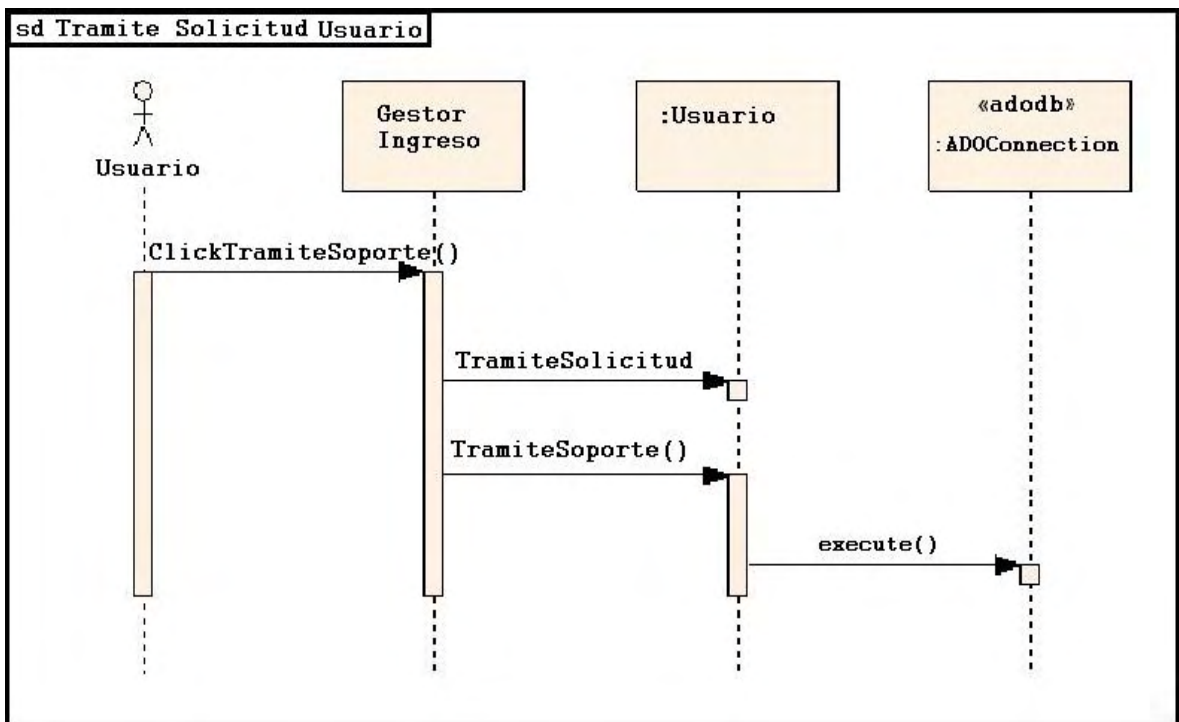 sd Tramite Solicitud Usuario
Usuario
Gestor
Ingreso
:Usuario
«adodb»
:ADOConnection
ClickTramiteSoporte()
TramiteSolicitud
TramiteSoporte()
execute()